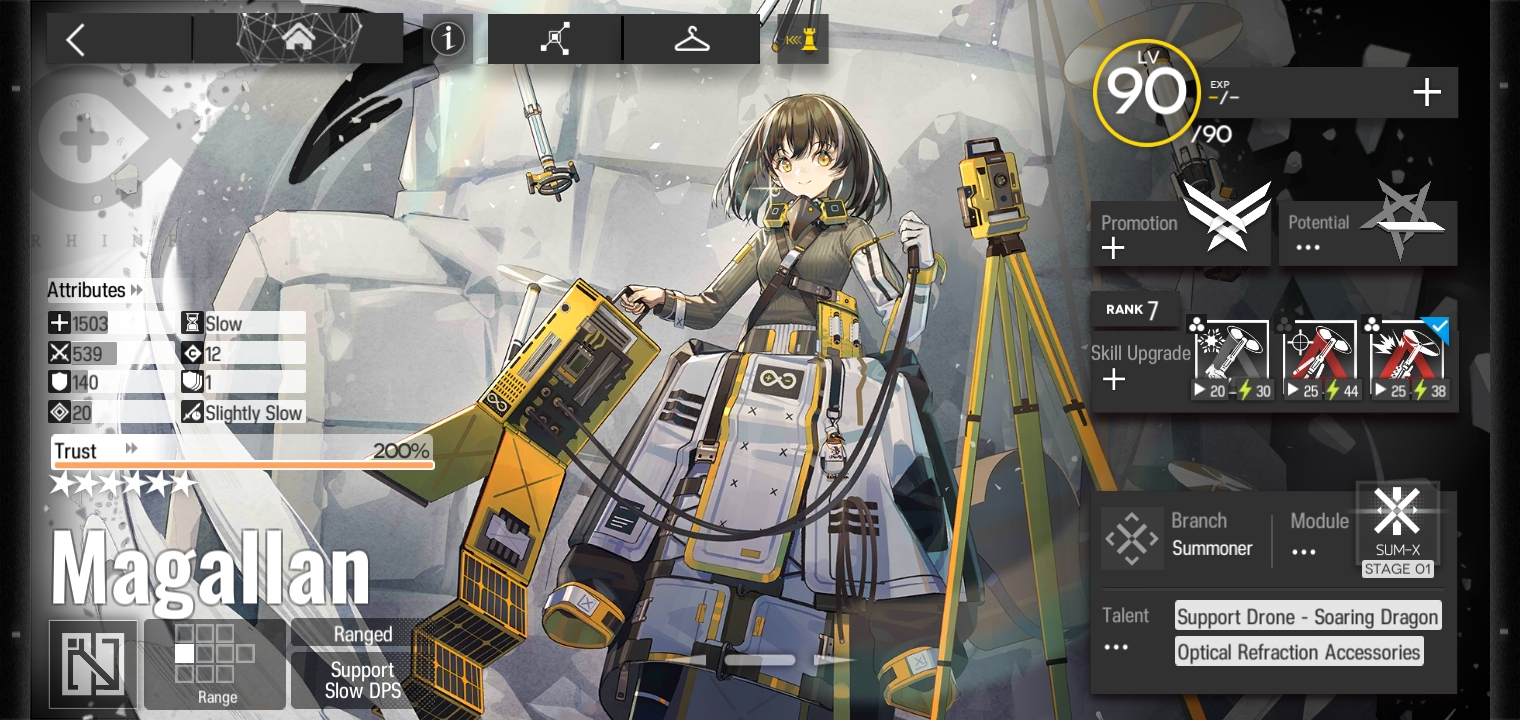 LV
90
/90
EXP
-/-
RHINE
Promotion
Potential
Attributes
1503
Slow
539
12
140
1
20
Slightly Slow
RANK 7
Skill Upgrade
20
30
25
44
25
38
Trust
200%
Magallan
Branch
Summoner
Module
SUM-X
STAGE 01
Talent
Support Drone - Soaring Dragon
Optical Refraction Accessories
Range
Ranged
Support
Slow DPS